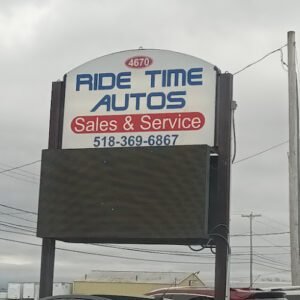 4670
RIDE TIME
AUTOS
Sales & Service
518-369-6867